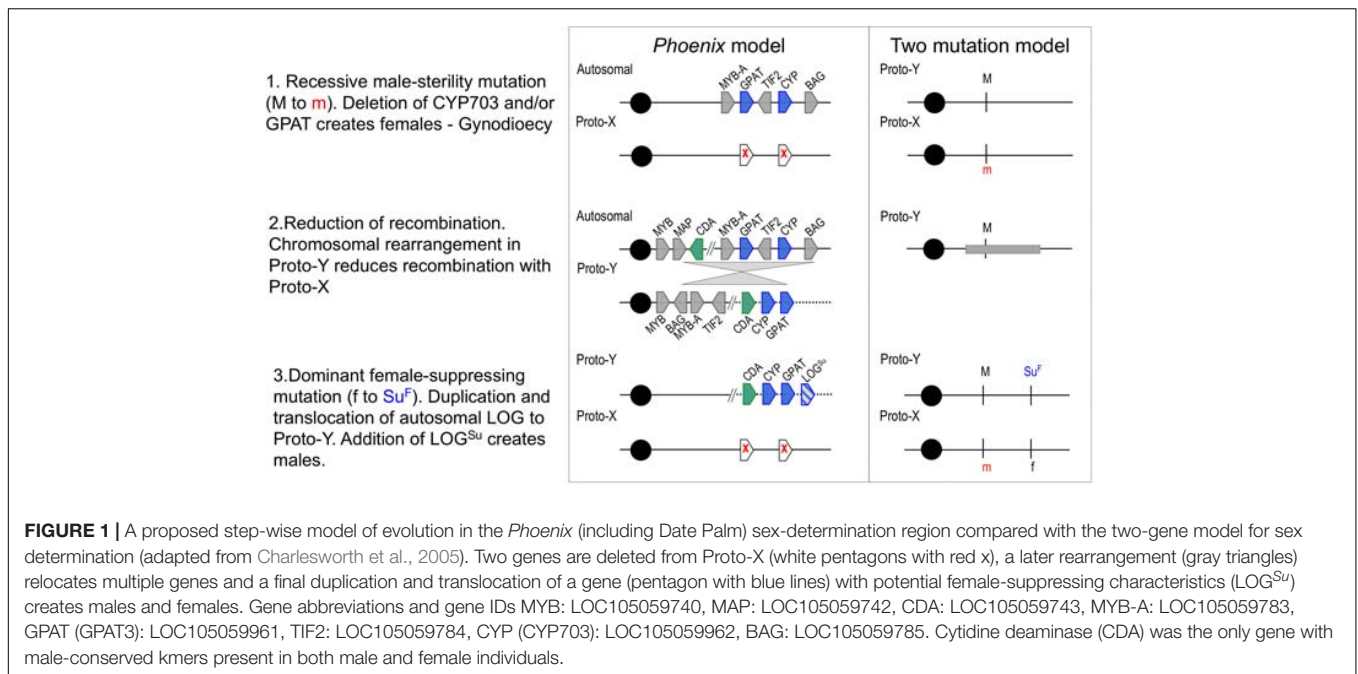 Phoenix model
Two mutation model
1. Recessive male-sterility mutation
(M to m). Deletion of CYP703 and/or
GPAT creates females - Gynodioecy
Autosomal
MYB-A
GPAT
TIF2
CYP
BAG
Proto-X
x
x
Proto-Y
M
Proto-X
m
2.Reduction of recombination.
Chromosomal rearrangement in
Proto-Y reduces recombination with
Proto-X
Autosomal
MYB
MAP
CDA
//
MYB-A
GPAT
TIF2
CYP
BAG
Proto-Y
//
MYB
BAG
MYB-A
TIF2
CDA
CYP
GPAT
Proto-Y
M
3.Dominant female-suppressing
mutation (f to SuF). Duplication and
translocation of autosomal LOG to
Proto-Y. Addition of LOGSu creates
males.
Proto-Y
//
CDA
CYP
GPAT
LOGSu
Proto-X
x
x
Proto-Y
M
SuF
Proto-X
m
f
FIGURE 1 | A proposed step-wise model of evolution in the Phoenix (including Date Palm) sex-determination region compared with the two-gene model for sex
determination (adapted from Charlesworth et al., 2005). Two genes are deleted from Proto-X (white pentagons with red x), a later rearrangement (gray triangles)
relocates multiple genes and a final duplication and translocation of a gene (pentagon with blue lines) with potential female-suppressing characteristics (LOGSu)
creates males and females. Gene abbreviations and gene IDs MYB: LOC105059740, MAP: LOC105059742, CDA: LOC105059743, MYB-A: LOC105059783,
GPAT (GPAT3): LOC105059961, TIF2: LOC105059784, CYP (CYP703): LOC105059962, BAG: LOC105059785. Cytidine deaminase (CDA) was the only gene with
male-conserved kmers present in both male and female individuals.